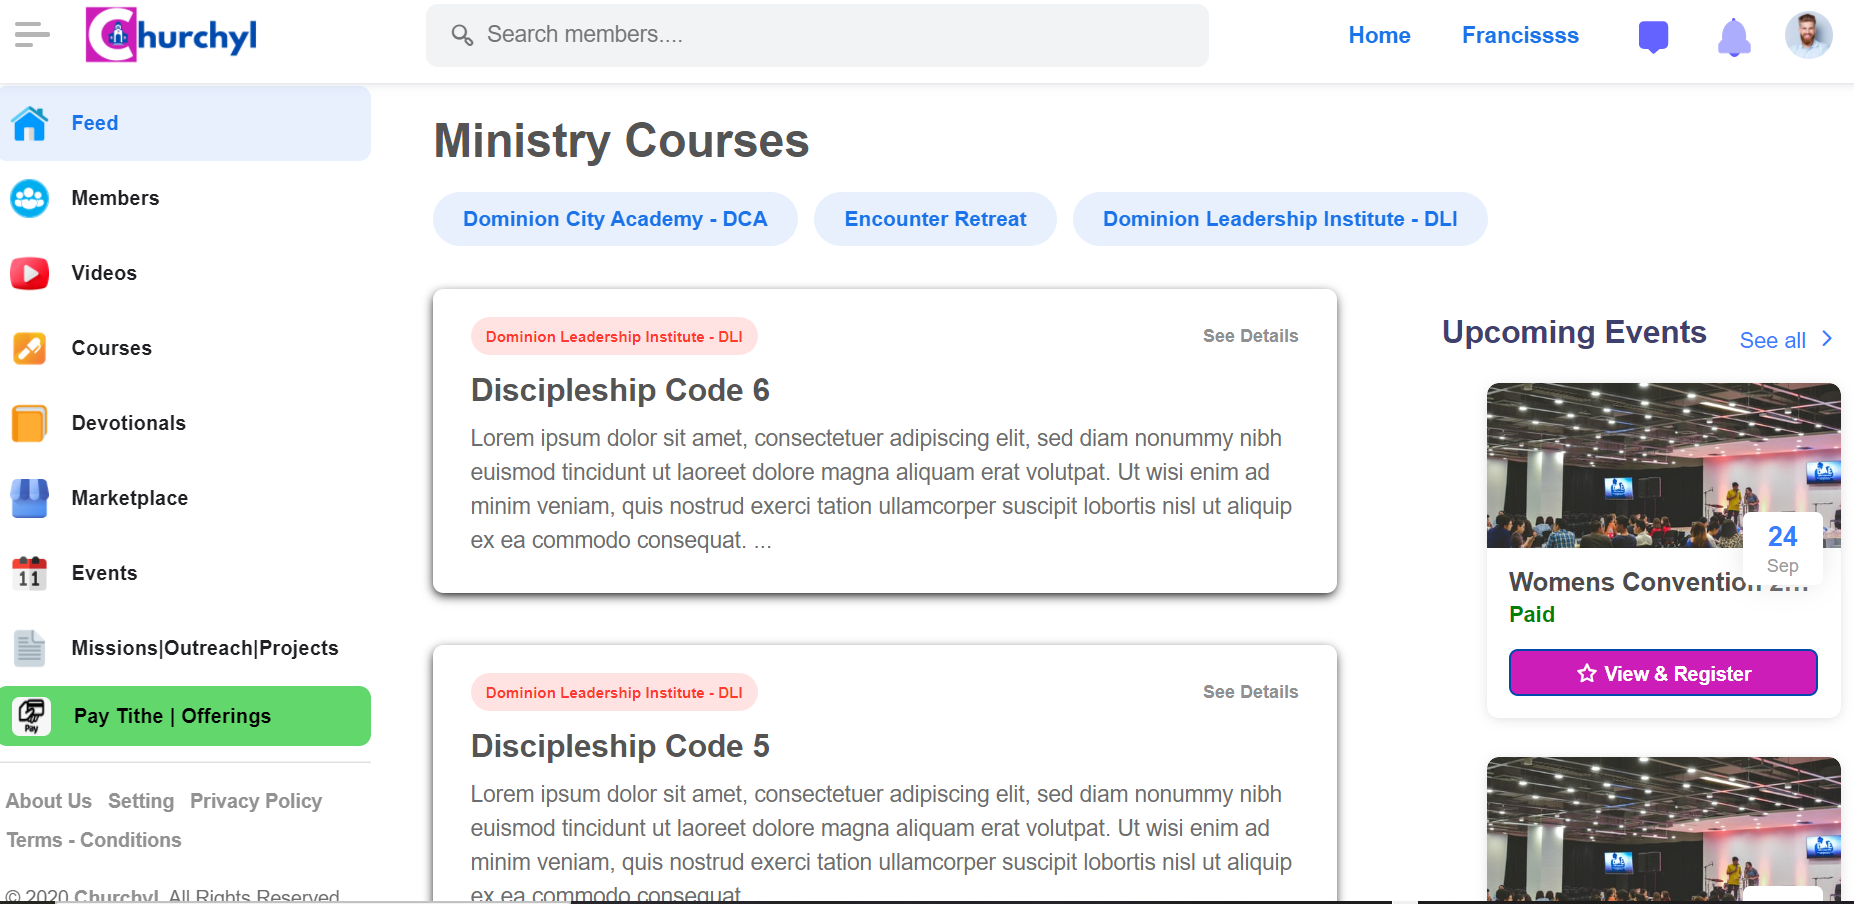 Churchyl
Search members....
Home
Francissss
Feed
Members
Videos
Courses
Devotionals
Marketplace
11
Events
Missions|Outreach|Projects
Pay
Pay Tithe | Offerings
About Us Setting Privacy Policy
Terms - Conditions
© 2020 Churchyl. All Rights Reserved
Ministry Courses
Dominion City Academy - DCA
Encounter Retreat
Dominion Leadership Institute - DLI
Dominion Leadership Institute - DLI
See Details
Discipleship Code 6
Lorem ipsum dolor sit amet, consectetuer adipiscing elit, sed diam nonummy nibh
euismod tincidunt ut laoreet dolore magna aliquam erat volutpat. Ut wisi enim ad
minim veniam, quis nostrud exerci tation ullamcorper suscipit lobortis nisl ut aliquip
ex ea commodo consequat. ...
Dominion Leadership Institute - DLI
See Details
Discipleship Code 5
Lorem ipsum dolor sit amet, consectetuer adipiscing elit, sed diam nonummy nibh
euismod tincidunt ut laoreet dolore magna aliquam erat volutpat. Ut wisi enim ad
minim veniam, quis nostrud exerci tation ullamcorper suscipit lobortis nisl ut aliquip
ex ea commodo consequat.
Upcoming Events
See all
24
Sep
Womens Convention 2...
Paid
View & Register